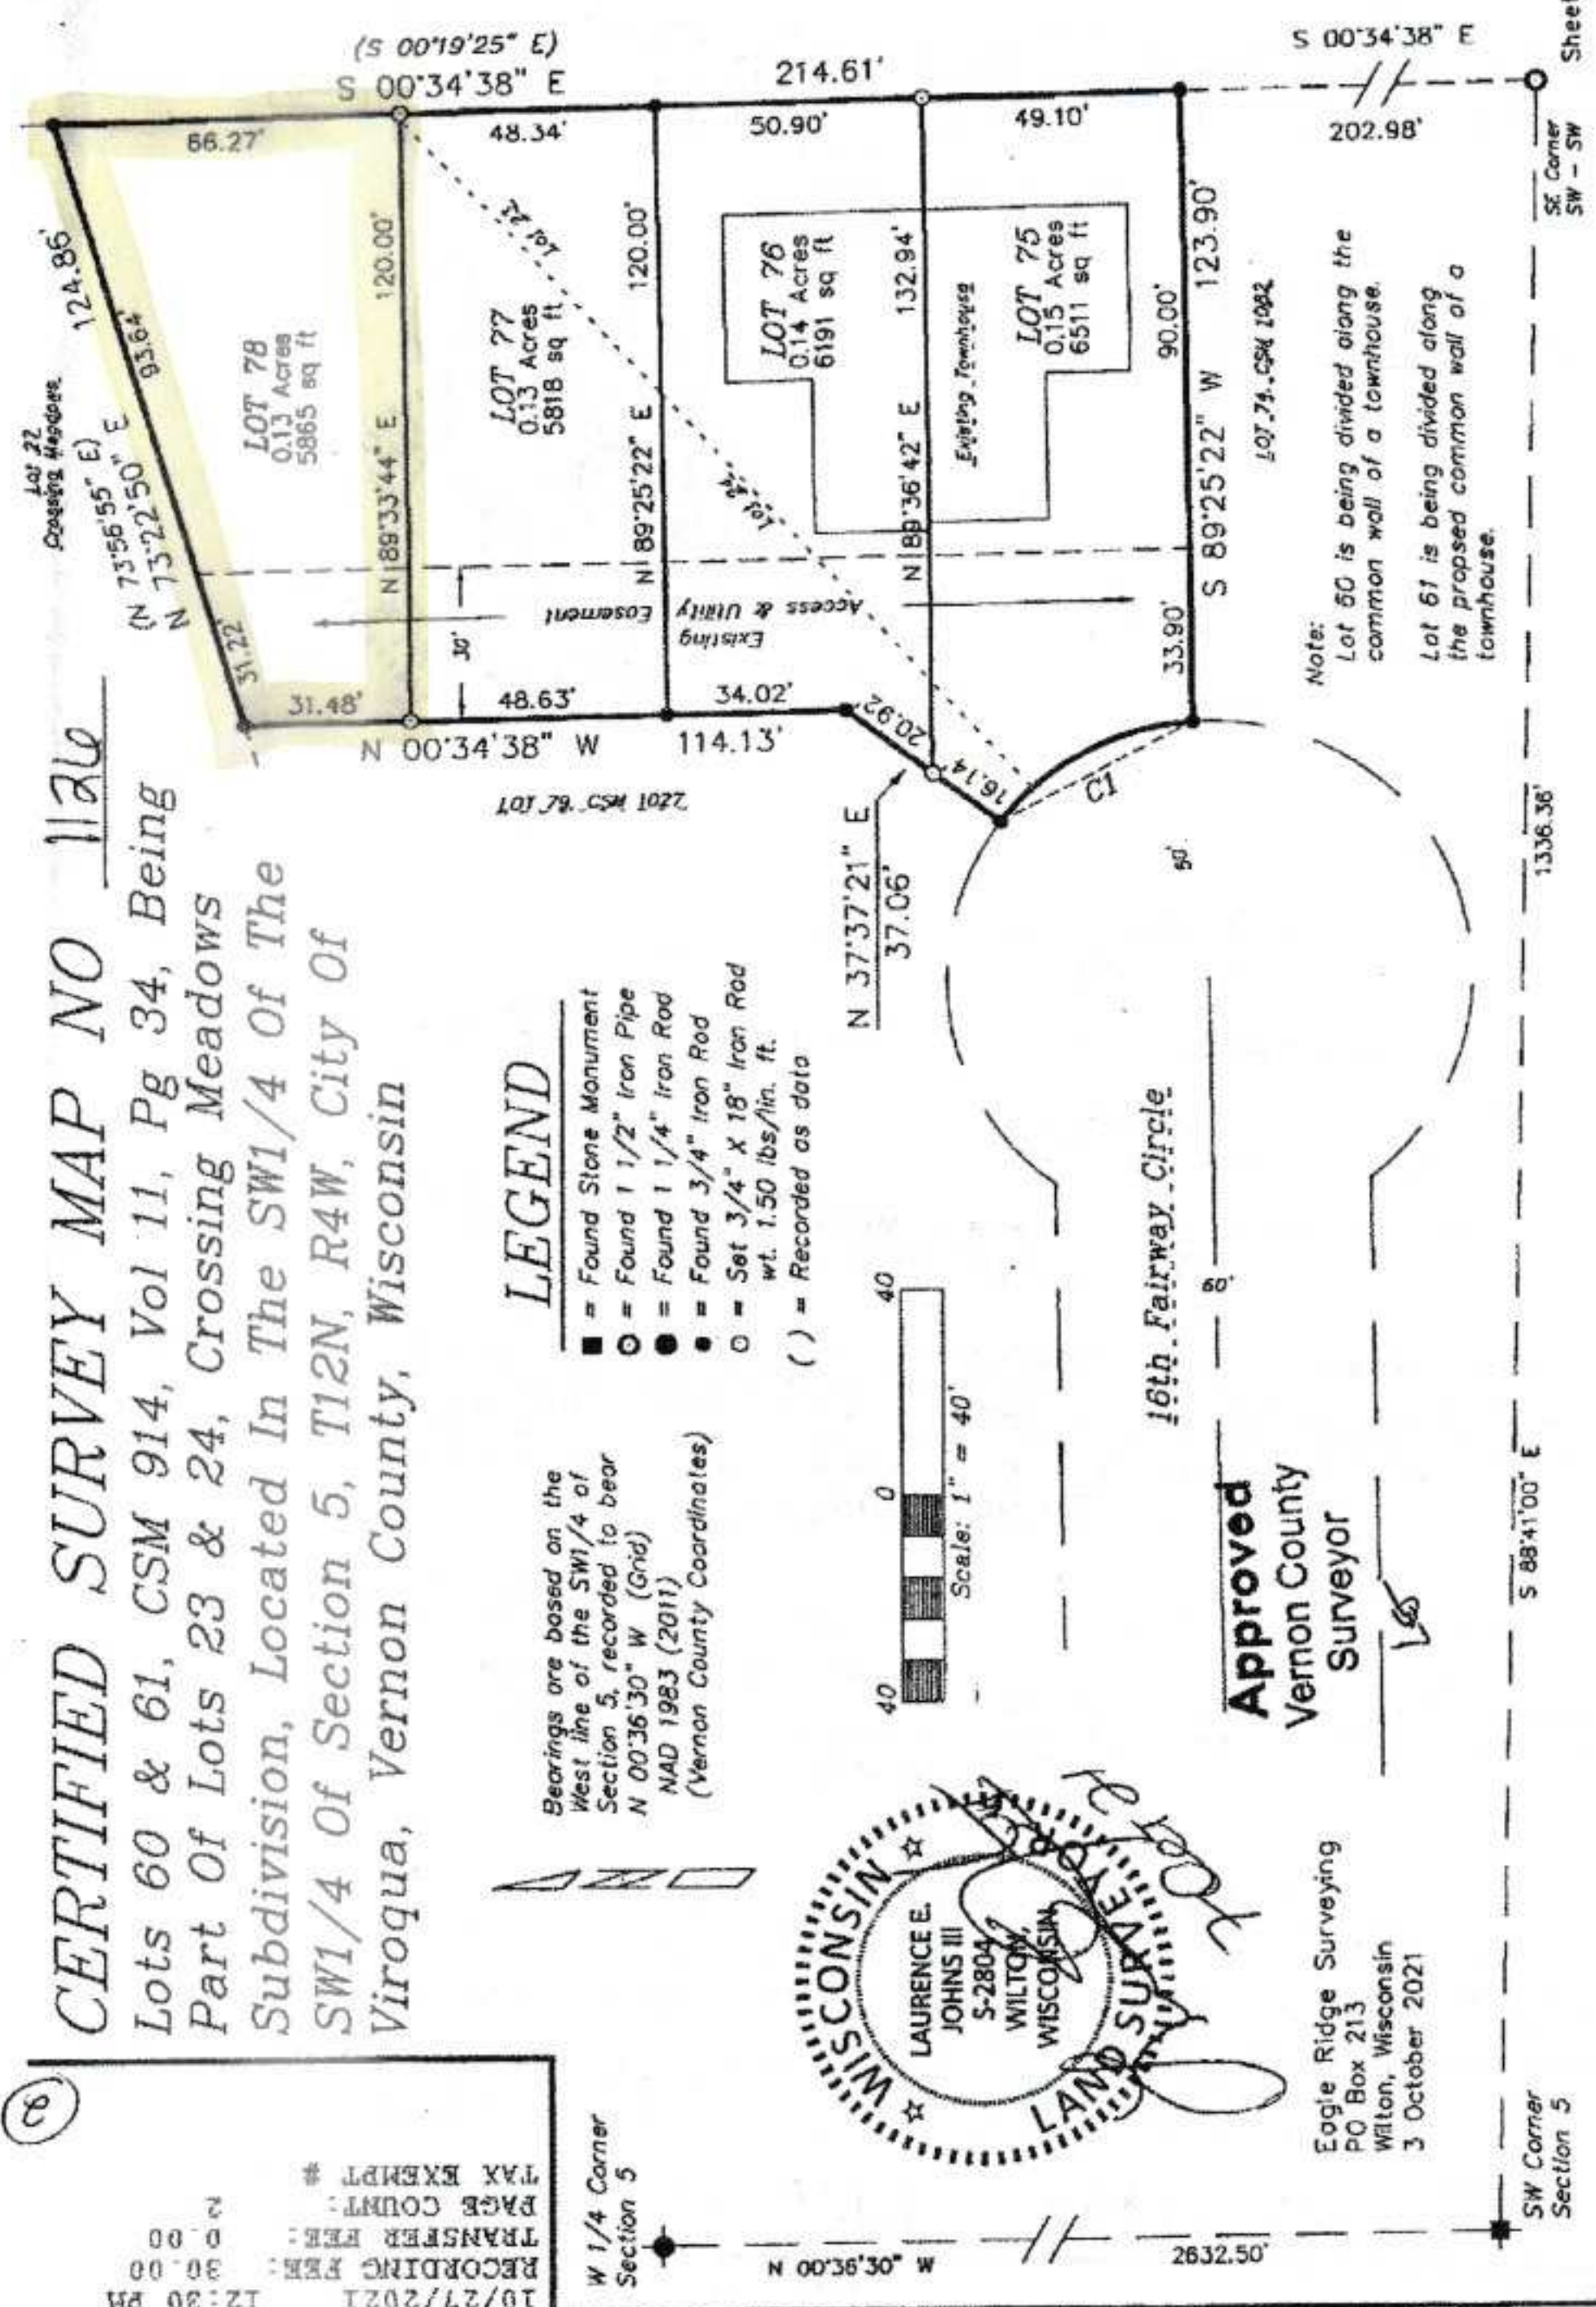 CERTIFIED SURVEY MAP NO 1126
Lots 60 & 61, CSM 914, Vol 11, Pg 34, Being
Part Of Lots 23 & 24, Crossing Meadows
Subdivision, Located In The SW1/4 Of The
SW1/4 Of Section 5, T12N, R4W, City Of
Viroqua, Vernon County, Wisconsin
10/27/2021 12:30 PM
RECORDING FEE: 30.00
TRANSFER FEE: 0.00
PAGE COUNT: 2
TAX EXEMPT #
2
W 1/4 Corner
Section 5
N 00°36'30" W
2632.50'
SW Corner
Section 5
Bearings are based on the
West line of the SW1/4 of
Section 5, recorded to bear
N 00°36'30" W (Grid)
NAD 1983 (2011)
(Vernon County Coordinates)
LEGEND
■ = Found Stone Monument
= Found 1 1/2" Iron Pipe
● = Found 1 1/4" Iron Rod
• = Found 3/4" Iron Rod
○ = Set 3/4" X 18" Iron Rod
wt. 1.50 lbs/lin. ft.
( ) = Recorded as data
40 0 40
Scale: 1" = 40'
WISCONSIN
LAURENCE E.
JOHNS III
S-2804
WILTON,
WISCONSIN
LAND SURVEYOR
Eagle Ridge Surveying
PO Box 213
Wilton, Wisconsin
3 October 2021
Approved
Vernon County
Surveyor
16th Fairway Circle
60'
50'
S 88°41'00" E
1336.36'
SE Corner
SW - SW
Sheet
Lot 22
Crossing Meadows
(N 73°56'55" E)
N 73°22'50" E
124.86'
31.22'
93.64'
(S 00°19'25" E)
S 00°34'38" E
214.61'
66.27'
48.34'
50.90'
49.10'
S 00°34'38" E
202.98'
LOT 78
0.13 Acres
5865 sq ft
31.48'
N 89°33'44" E
120.00'
LOT 77
0.13 Acres
5818 sq ft
Lot 23
Lot 24
30'
48.63'
N 89°25'22" E
120.00'
N 00°34'38" W
114.13'
34.02'
LOT 79, CSM 1027
Existing
Access & Utility Easement
LOT 76
0.14 Acres
6191 sq ft
N 89°36'42" E
132.94'
Existing Townhouse
LOT 75
0.15 Acres
6511 sq ft
20.92'
16.14'
N 37°37'21" E
37.06'
C1
33.90'
90.00'
S 89°25'22" W 123.90'
LOT 74, CSM 1082
Note:
Lot 60 is being divided along the
common wall of a townhouse.
Lot 61 is being divided along
the proposed common wall of a
townhouse.